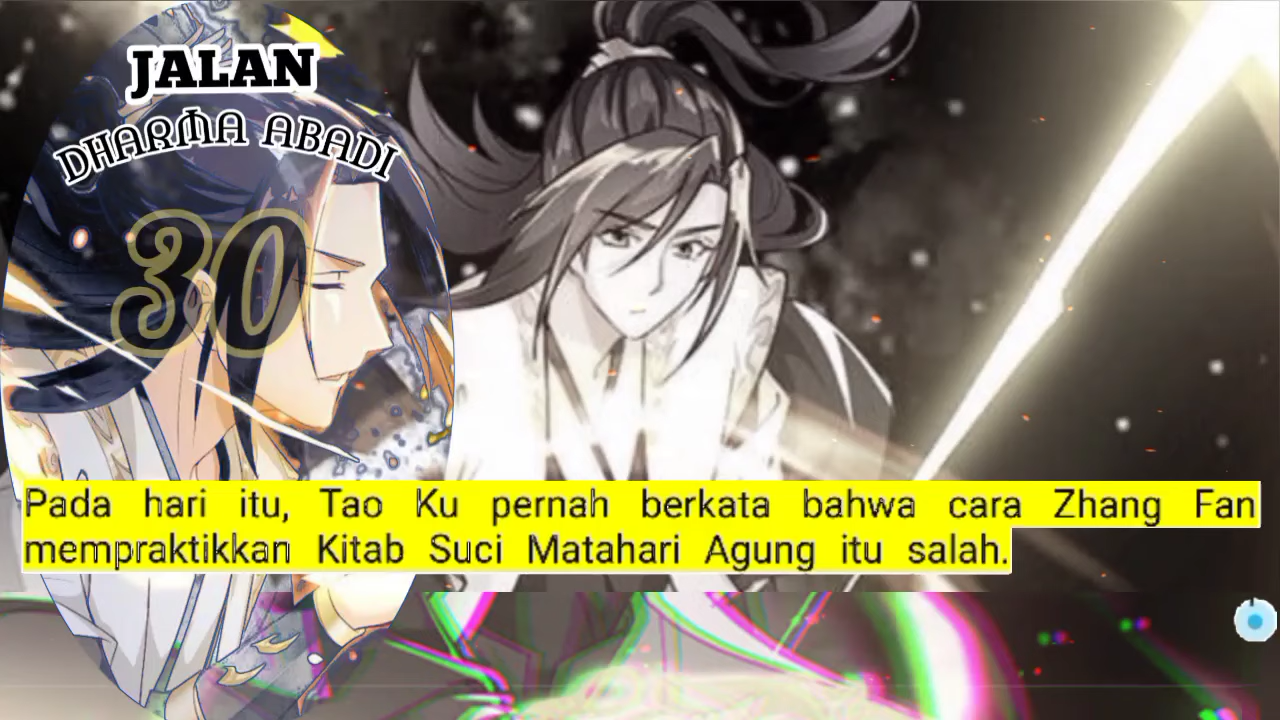 JALAN
DHARMA ABADI
30
Pada hari itu, Tao Ku pernah berkata bahwa cara Zhang Fan
mempraktikkan Kitab Suci Matahari Agung itu salah.